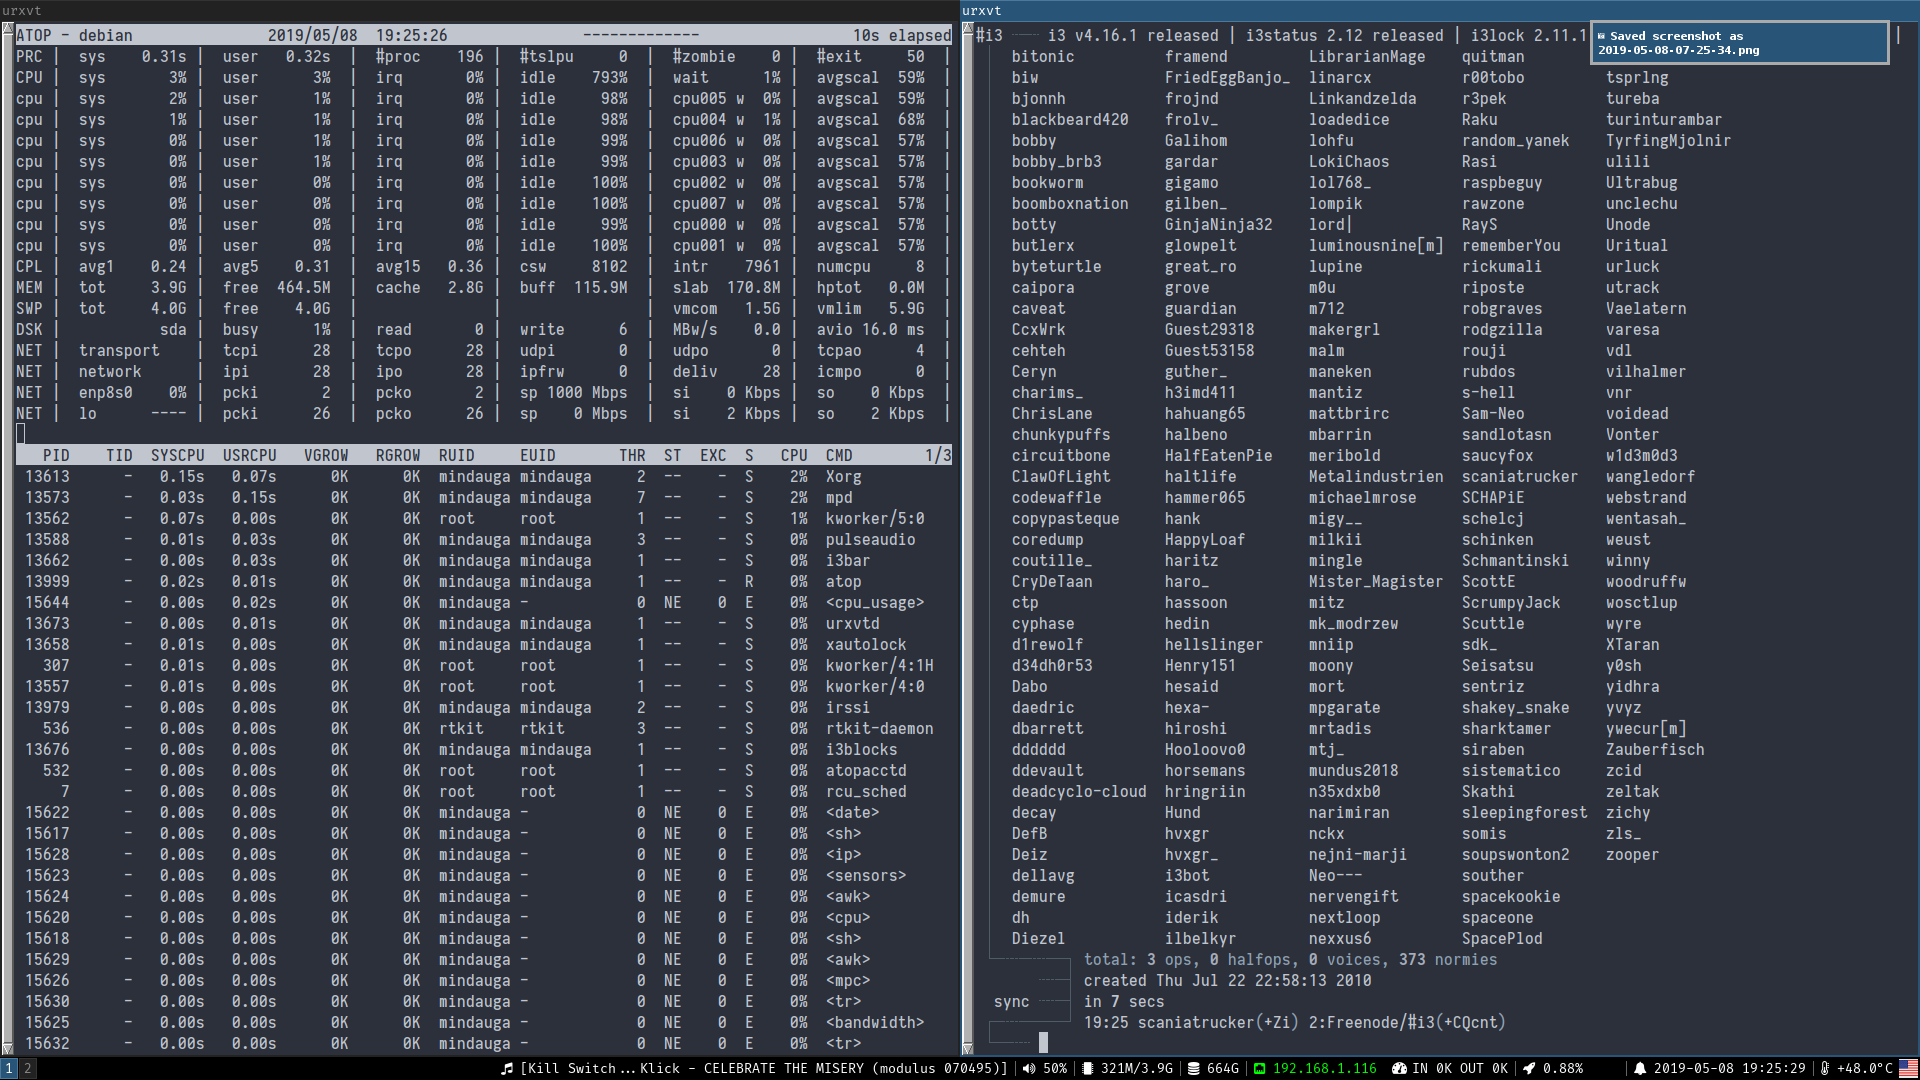 urxvt
ATOP - debian 2019/05/08 19:25:26 ------------- 10s elapsed
PRC | sys 0.31s | user 0.32s | #proc 196 | #tslpu 0 | #zombie 0 | #exit 50 |
CPU | sys 3% | user 3% | irq 0% | idle 793% | wait 1% | avgscal 59% |
cpu | sys 2% | user 1% | irq 0% | idle 98% | cpu005 w 0% | avgscal 59% |
cpu | sys 1% | user 1% | irq 0% | idle 98% | cpu004 w 1% | avgscal 68% |
cpu | sys 0% | user 1% | irq 0% | idle 99% | cpu006 w 0% | avgscal 57% |
cpu | sys 0% | user 1% | irq 0% | idle 99% | cpu003 w 0% | avgscal 57% |
cpu | sys 0% | user 0% | irq 0% | idle 100% | cpu002 w 0% | avgscal 57% |
cpu | sys 0% | user 0% | irq 0% | idle 100% | cpu007 w 0% | avgscal 57% |
cpu | sys 0% | user 0% | irq 0% | idle 99% | cpu000 w 0% | avgscal 57% |
cpu | sys 0% | user 0% | irq 0% | idle 100% | cpu001 w 0% | avgscal 57% |
CPL | avg1 0.24 | avg5 0.31 | avg15 0.36 | csw 8102 | intr 7961 | numcpu 8 |
MEM | tot 3.9G | free 464.5M | cache 2.8G | buff 115.9M | slab 170.8M | hptot 0.0M |
SWP | tot 4.0G | free 4.0G | | | vmcom 1.5G | vmlim 5.9G |
DSK | sda | busy 1% | read 0 | write 6 | MBw/s 0.0 | avio 16.0 ms |
NET | transport | tcpi 28 | tcpo 28 | udpi 0 | udpo 0 | tcpao 4 |
NET | network | ipi 28 | ipo 28 | ipfrw 0 | deliv 28 | icmpo 0 |
NET | enp8s0 0% | pcki 2 | pcko 2 | sp 1000 Mbps | si 0 Kbps | so 0 Kbps |
NET | lo ---- | pcki 26 | pcko 26 | sp 0 Mbps | si 2 Kbps | so 2 Kbps |
PID TID SYSCPU USRCPU VGROW RGROW RUID EUID THR ST EXC S CPU CMD 1/3
13613 - 0.15s 0.07s 0K 0K mindauga mindauga 2 -- - S 2% Xorg
13573 - 0.03s 0.15s 0K 0K mindauga mindauga 7 -- - S 2% mpd
13562 - 0.07s 0.00s 0K 0K root root 1 -- - S 1% kworker/5:0
13588 - 0.01s 0.03s 0K 0K mindauga mindauga 3 -- - S 0% pulseaudio
13662 - 0.00s 0.03s 0K 0K mindauga mindauga 1 -- - S 0% i3bar
13999 - 0.02s 0.01s 0K 0K mindauga mindauga 1 -- - R 0% atop
15644 - 0.00s 0.02s 0K 0K mindauga - 0 NE 0 E 0% <cpu_usage>
13673 - 0.00s 0.01s 0K 0K mindauga mindauga 1 -- - S 0% urxvtd
13658 - 0.01s 0.00s 0K 0K mindauga mindauga 1 -- - S 0% xautolock
307 - 0.01s 0.00s 0K 0K root root 1 -- - S 0% kworker/4:1H
13557 - 0.01s 0.00s 0K 0K root root 1 -- - S 0% kworker/4:0
13979 - 0.00s 0.00s 0K 0K mindauga mindauga 2 -- - S 0% irssi
536 - 0.00s 0.00s 0K 0K rtkit rtkit 3 -- - S 0% rtkit-daemon
13676 - 0.00s 0.00s 0K 0K mindauga mindauga 1 -- - S 0% i3blocks
532 - 0.00s 0.00s 0K 0K root root 1 -- - S 0% atopacctd
7 - 0.00s 0.00s 0K 0K root root 1 -- - S 0% rcu_sched
15622 - 0.00s 0.00s 0K 0K mindauga - 0 NE 0 E 0% <date>
15617 - 0.00s 0.00s 0K 0K mindauga - 0 NE 0 E 0% <sh>
15628 - 0.00s 0.00s 0K 0K mindauga - 0 NE 0 E 0% <ip>
15623 - 0.00s 0.00s 0K 0K mindauga - 0 NE 0 E 0% <sensors>
15624 - 0.00s 0.00s 0K 0K mindauga - 0 NE 0 E 0% <awk>
15620 - 0.00s 0.00s 0K 0K mindauga - 0 NE 0 E 0% <cpu>
15618 - 0.00s 0.00s 0K 0K mindauga - 0 NE 0 E 0% <sh>
15629 - 0.00s 0.00s 0K 0K mindauga - 0 NE 0 E 0% <awk>
15626 - 0.00s 0.00s 0K 0K mindauga - 0 NE 0 E 0% <mpc>
15630 - 0.00s 0.00s 0K 0K mindauga - 0 NE 0 E 0% <tr>
15625 - 0.00s 0.00s 0K 0K mindauga - 0 NE 0 E 0% <bandwidth>
15632 - 0.00s 0.00s 0K 0K mindauga - 0 NE 0 E 0% <tr>
urxvt
#i3 i3 v4.16.1 released | i3status 2.12 released | i3lock 2.11.1 |
Saved screenshot as
2019-05-08-07-25-34.png
bitonic framend LibrarianMage quitman
biw FriedEggBanjo_ linarcx r00tobo tsprlng
bjonnh frojnd Linkandzelda r3pek tureba
blackbeard420 frolv_ loadedice Raku turinturambar
bobby Galihom lohfu random_yanek TyrfingMjolnir
bobby_brb3 gardar LokiChaos Rasi ulili
bookworm gigamo lol768_ raspbeguy Ultrabug
boomboxnation gilben_ lompik rawzone unclechu
botty GinjaNinja32 lord| RayS Unode
butlerx glowpelt luminousnine[m] rememberYou Uritual
byteturtle great_ro lupine rickumali urluck
caipora grove m0u riposte utrack
caveat guardian m712 robgraves Vaelatern
CcxWrk Guest29318 makergrl rodgzilla varesa
cehteh Guest53158 malm rouji vdl
Ceryn guther_ maneken rubdos vilhalmer
charims_ h3imd411 mantiz s-hell vnr
ChrisLane hahuang65 mattbrirc Sam-Neo voidead
chunkypuffs halbeno mbarrin sandlotasn Vonter
circuitbone HalfEatenPie meribold saucyfox w1d3m0d3
ClawOfLight haltlife Metalindustrien scaniatrucker wangledorf
codewaffle hammer065 michaelmrose SCHAPiE webstrand
copypasteque hank migy__ schelcj wentasah_
coredump HappyLoaf milkii schinken weust
coutille_ haritz mingle Schmantinski winny
CryDeTaan haro_ Mister_Magister ScottE woodruffw
ctp hassoon mitz ScrumpyJack wosctlup
cyphase hedin mk_modrzew Scuttle wyre
d1rewolf hellslinger mniip sdk_ XTaran
d34dh0r53 Henry151 moony Seisatsu y0sh
Dabo hesaid mort sentriz yidhra
daedric hexa- mpgarate shakey_snake yvyz
dbarrett hiroshi mrtadis sharktamer ywecur[m]
dddddd Hooloovo0 mtj_ siraben Zauberfisch
ddevault horsemans mundus2018 sistematico zcid
deadcyclo-cloud hringriin n35xdxb0 Skathi zeltak
decay Hund narimiran sleepingforest zichy
DefB hvxgr nckx somis zls_
Deiz hvxgr_ nejni-marji soupswonton2 zooper
dellavg i3bot Neo--- souther
demure icasdri nervengift spacekookie
dh iderik nextloop spaceone
Diezel ilbelkyr nexxus6 SpacePlod
total: 3 ops, 0 halfops, 0 voices, 373 normies
created Thu Jul 22 22:58:13 2010
sync in 7 secs
19:25 scaniatrucker(+Zi) 2:Freenode/#i3(+CQcnt)
1 2 [Kill Switch...Klick - CELEBRATE THE MISERY (modulus 070495)] | 50% | 321M/3.9G | 664G | 192.168.1.116 | IN 0K OUT 0K | 0.88% | 2019-05-08 19:25:29 | +48.0°C